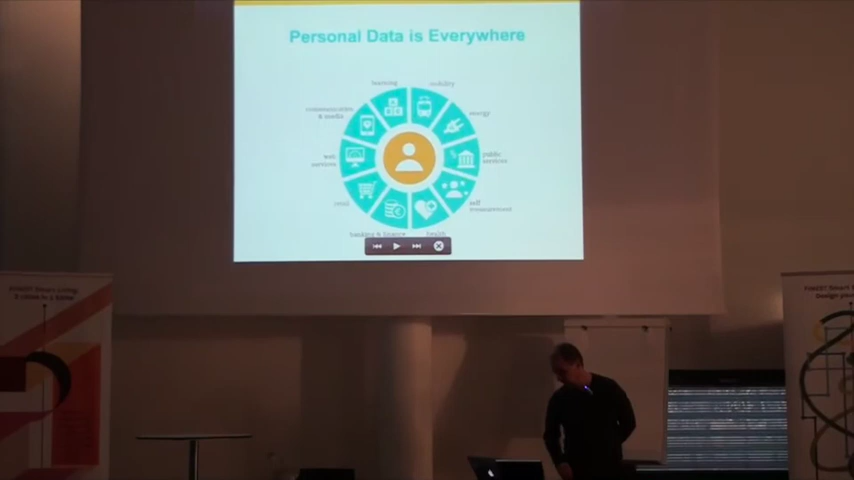 Personal Data is Everywhere
learning
mobility
communication
& media
energy
web
services
public
services
retail
self
measurement
banking & finance
health